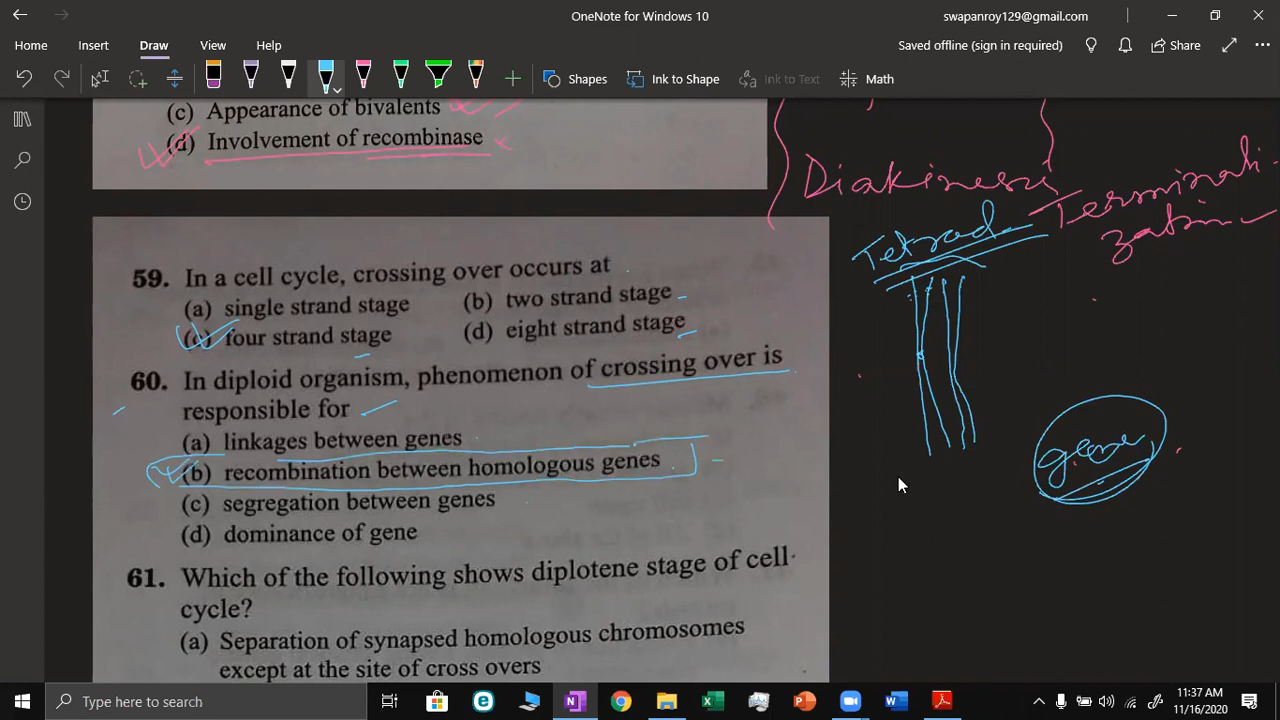 OneNote for Windows 10
swapanroy129@gmail.com
Home Insert Draw View Help
Saved offline (sign in required)
Share
Shapes
Ink to Shape
Ink to Text
Math
(c) Appearance of bivalents
(d) Involvement of recombinase
Diakinesis
Terminali-
zation
Tetrad
59. In a cell cycle, crossing over occurs at
(a) single strand stage (b) two strand stage
(c) four strand stage (d) eight strand stage
60. In diploid organism, phenomenon of crossing over is
responsible for
(a) linkages between genes
(b) recombination between homologous genes
(c) segregation between genes
(d) dominance of gene
gene
61. Which of the following shows diplotene stage of cell
cycle?
(a) Separation of synapsed homologous chromosomes
except at the site of cross overs
Type here to search
11:37 AM
11/16/2020